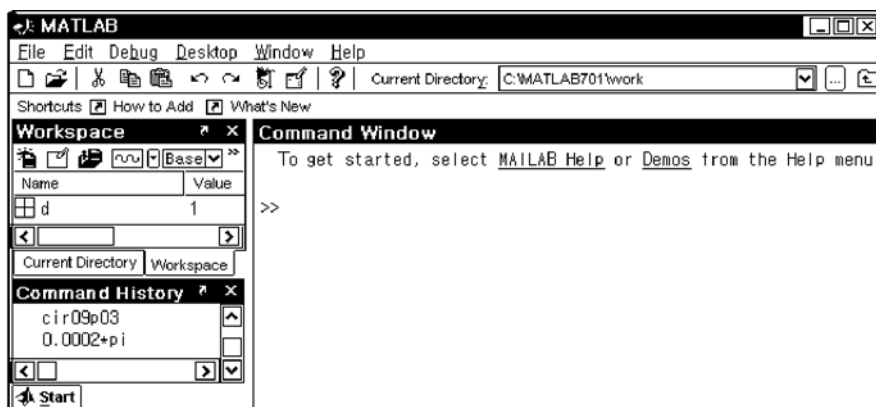 MATLAB
File Edit Debug Desktop Window Help
Current Directory: C:\MATLAB701\work
Shortcuts How to Add What's New
Workspace
Base
Name Value
d 1
Current Directory Workspace
Command History
cir09p03
0.0002*pi
Start
Command Window
To get started, select MAILAB Help or Demos from the Help menu
>>